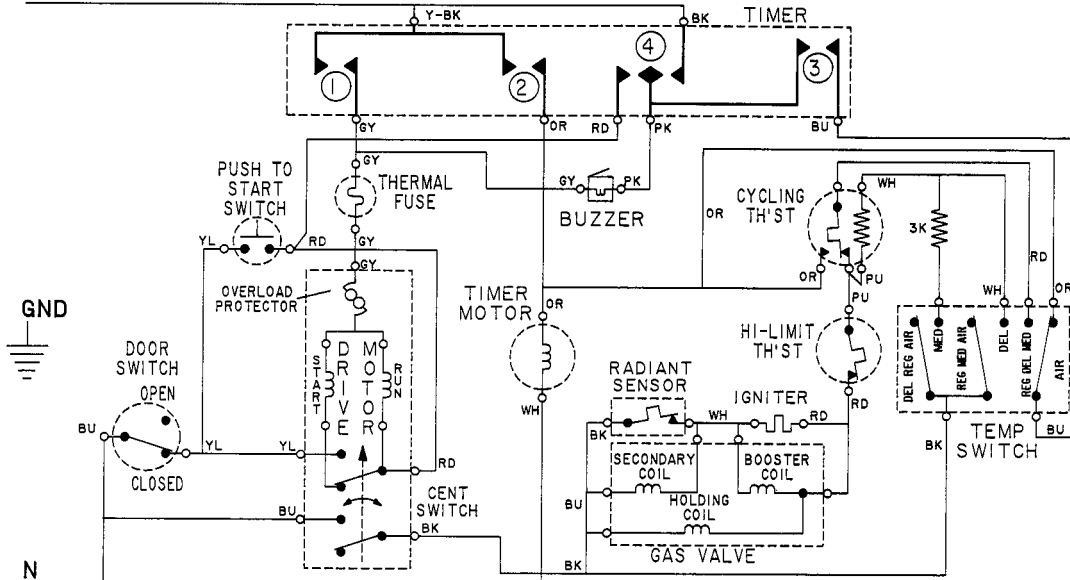 Y-BK
BK
TIMER
1
2
4
3
GY
OR
RD
PK
BU
PUSH TO
START
SWITCH
GY
THERMAL
FUSE
GY
PK
BUZZER
OR
CYCLING
TH'ST
WH
3K
YL
RD
GY
GY
OR
PU
PU
RD
WH
OR
OVERLOAD
PROTECTOR
TIMER
MOTOR
OR
HI-LIMIT
TH'ST
GND
DOOR
SWITCH
OPEN
START
DRIVE
MOTOR
RUN
DEL REG AIR
MED
REG MED AIR
DEL
REG DEL MED
AIR
RADIANT
SENSOR
IGNITER
WH
BK
WH
RD
RD
BK
TEMP
SWITCH
BU
BU
YL
YL
CLOSED
RD
CENT
SWITCH
SECONDARY
COIL
BOOSTER
COIL
BU
HOLDING
COIL
BU
BK
GAS VALVE
N
BK